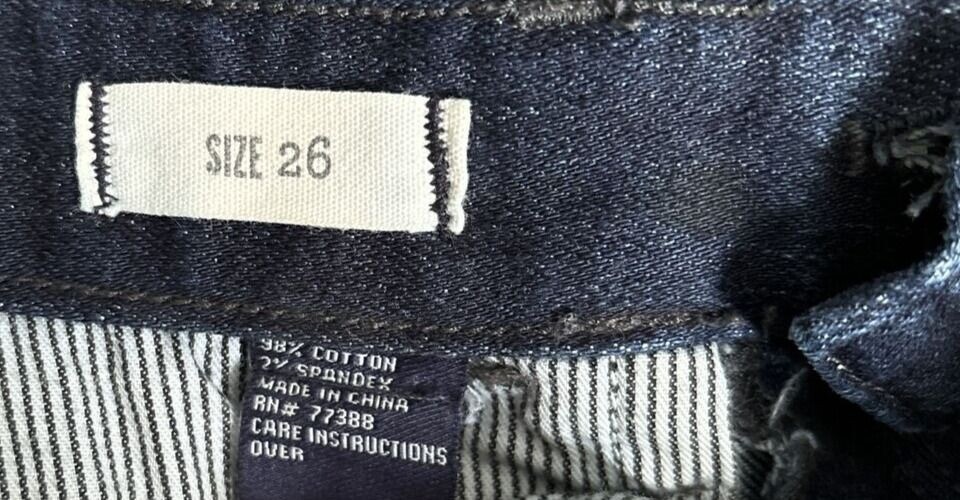 SIZE 26
98% COTTON
2% SPANDEX
MADE IN CHINA
RN# 77388
CARE INSTRUCTIONS
OVER